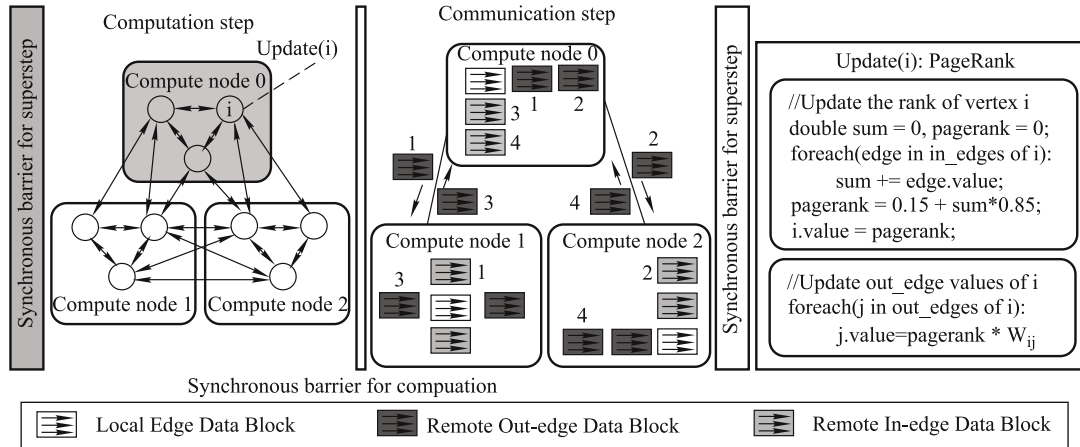 Synchronous barrier for superstep
Computation step
Update(i)
Compute node 0
i
Compute node 1
Compute node 2
Communication step
Compute node 0
1
2
3
4
1
3
2
4
Compute node 1
3
1
Compute node 2
2
4
Synchronous barrier for superstep
Update(i): PageRank
//Update the rank of vertex i
double sum = 0, pagerank = 0;
foreach(edge in in_edges of i):
sum += edge.value;
pagerank = 0.15 + sum*0.85;
i.value = pagerank;
//Update out_edge values of i
foreach(j in out_edges of i):
j.value=pagerank * Wij
Synchronous barrier for compuation
Local Edge Data Block
Remote Out-edge Data Block
Remote In-edge Data Block